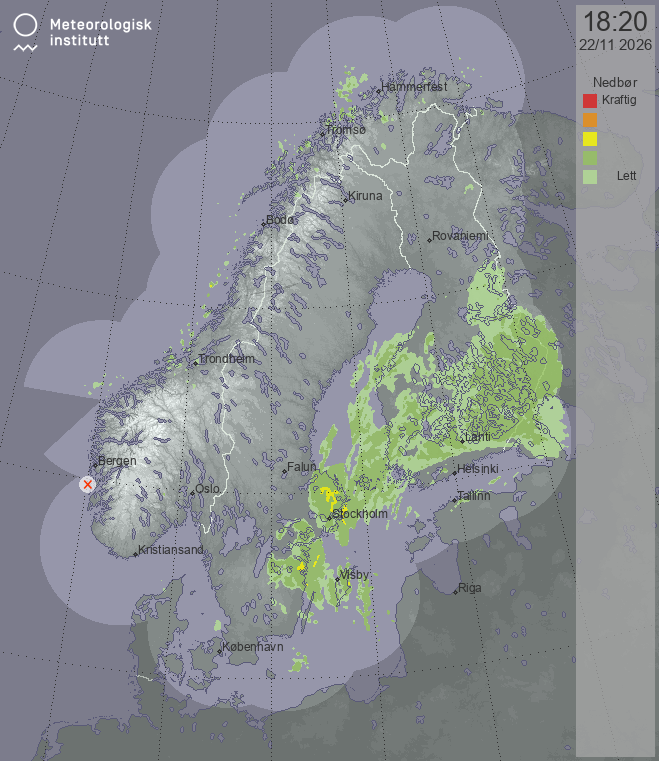 Meteorologisk
institutt
18:20
22/11 2026
Nedbør
Kraftig
Lett
Hammerfest
Tromsø
Kiruna
Bodø
Rovaniemi
Trondheim
Lahti
Bergen
Falun
Helsinki
Oslo
Tallinn
Stockholm
Kristiansand
Visby
Riga
København